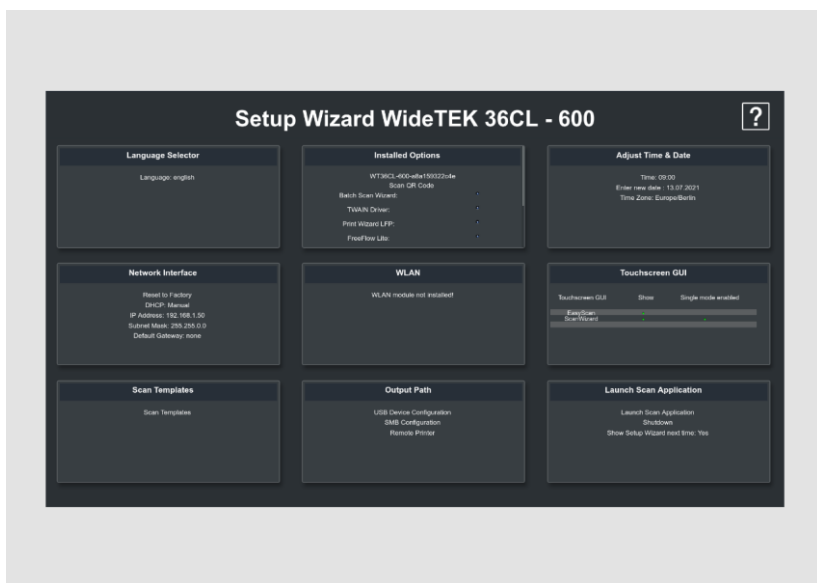 Setup Wizard WideTEK 36CL - 600
?
Language Selector
Language: english
Installed Options
WT36CL-600-a8a159322c4e
Scan QR Code
Batch Scan Wizard:
TWAIN Driver:
Print Wizard LFP:
FreeFlow Lite:
Adjust Time & Date
Time: 09:00
Enter new date : 13.07.2021
Time Zone: Europe/Berlin
Network Interface
Reset to Factory
DHCP: Manual
IP Address: 192.168.1.50
Subnet Mask: 255.255.0.0
Default Gateway: none
WLAN
WLAN module not installed!
Touchscreen GUI
Touchscreen GUI Show Single mode enabled
EasyScan
ScanWizard
Scan Templates
Scan Templates
Output Path
USB Device Configuration
SMB Configuration
Remote Printer
Launch Scan Application
Launch Scan Application
Shutdown
Show Setup Wizard next time: Yes